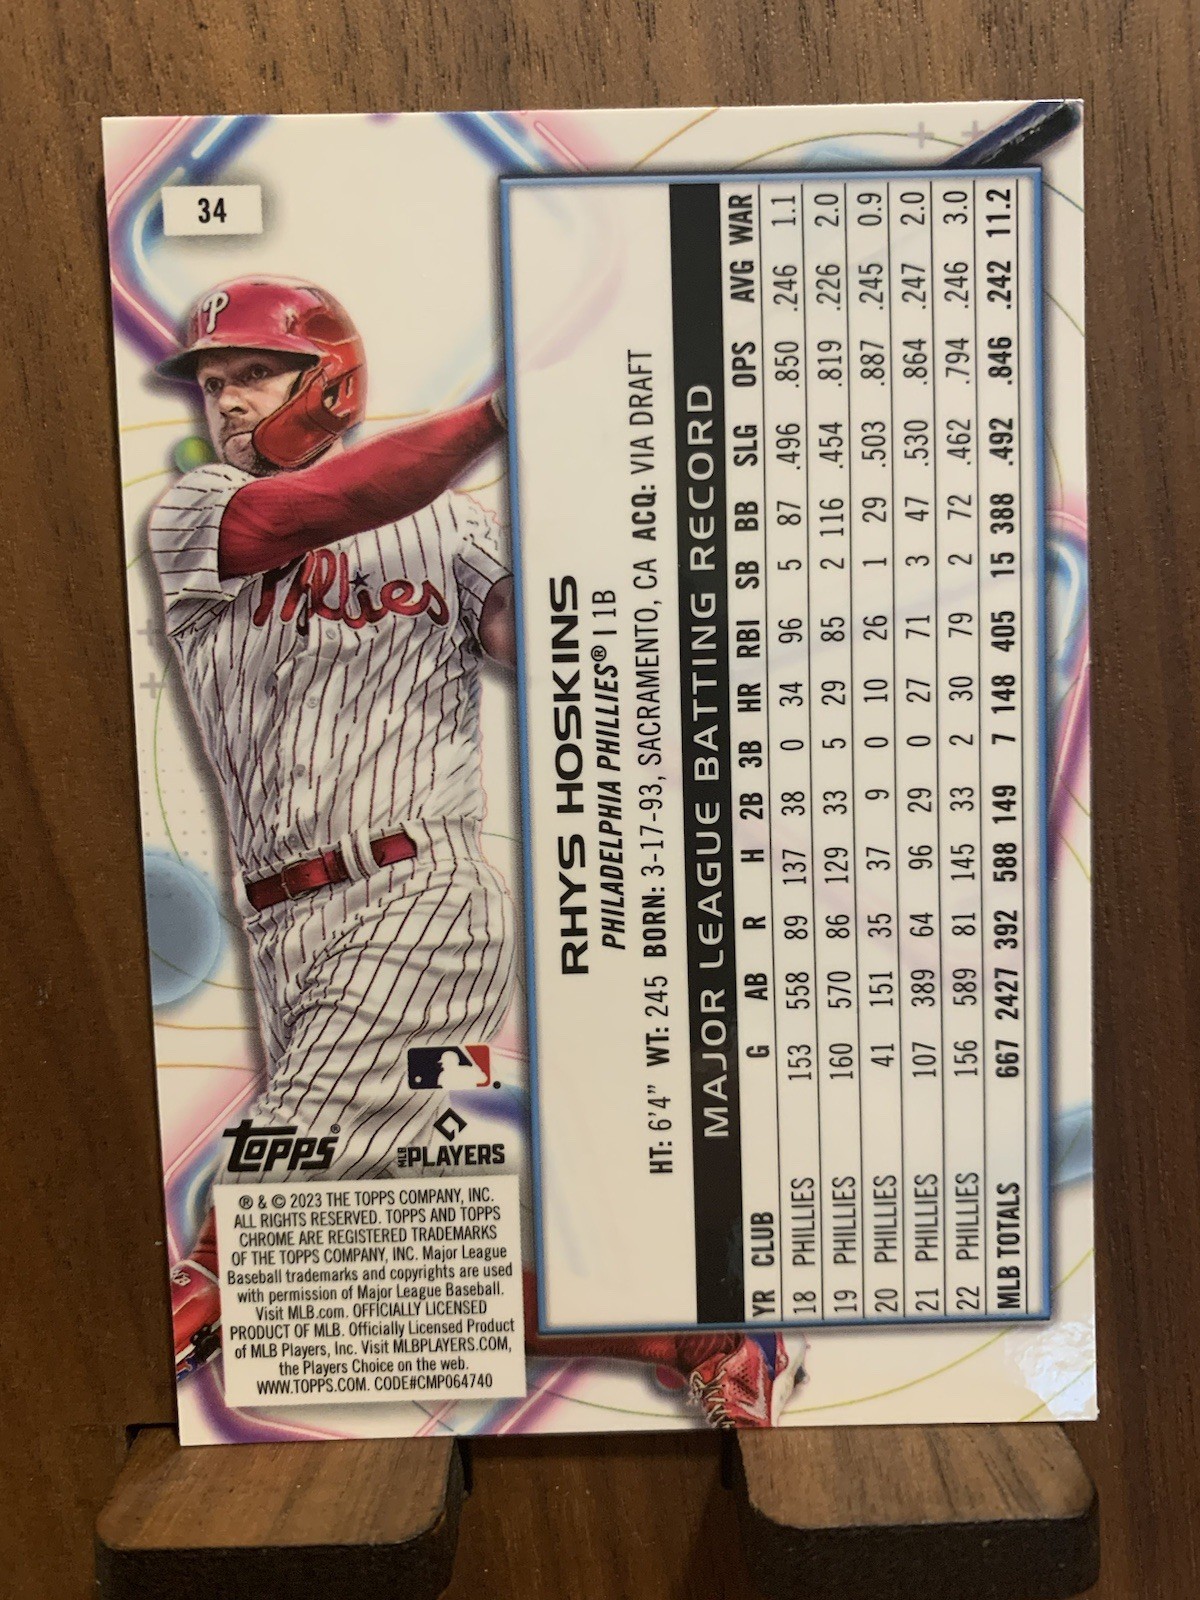 34
P
Phillies
RHYS HOSKINS
PHILADELPHIA PHILLIES® | 1B
HT: 6'4" WT: 245 BORN: 3-17-93, SACRAMENTO, CA ACQ: VIA DRAFT
MAJOR LEAGUE BATTING RECORD
YR CLUB G AB R H 2B 3B HR RBI SB BB SLG OPS AVG WAR
18 PHILLIES 153 558 89 137 38 0 34 96 5 87 .496 .850 .246 1.1
19 PHILLIES 160 570 86 129 33 5 29 85 2 116 .454 .819 .226 2.0
20 PHILLIES 41 151 35 37 9 0 10 26 1 29 .503 .887 .245 0.9
21 PHILLIES 107 389 64 96 29 0 27 71 3 47 .530 .864 .247 2.0
22 PHILLIES 156 589 81 145 33 2 30 79 2 72 .462 .794 .246 3.0
MLB TOTALS 667 2427 392 588 149 7 148 405 15 388 .492 .846 .242 11.2
topps®
MLB PLAYERS
® & © 2023 THE TOPPS COMPANY, INC.
ALL RIGHTS RESERVED. TOPPS AND TOPPS
CHROME ARE REGISTERED TRADEMARKS
OF THE TOPPS COMPANY, INC. Major League
Baseball trademarks and copyrights are used
with permission of Major League Baseball.
Visit MLB.com. OFFICIALLY LICENSED
PRODUCT OF MLB. Officially Licensed Product
of MLB Players, Inc. Visit MLBPLAYERS.COM,
the Players Choice on the web.
WWW.TOPPS.COM. CODE#CMP064740